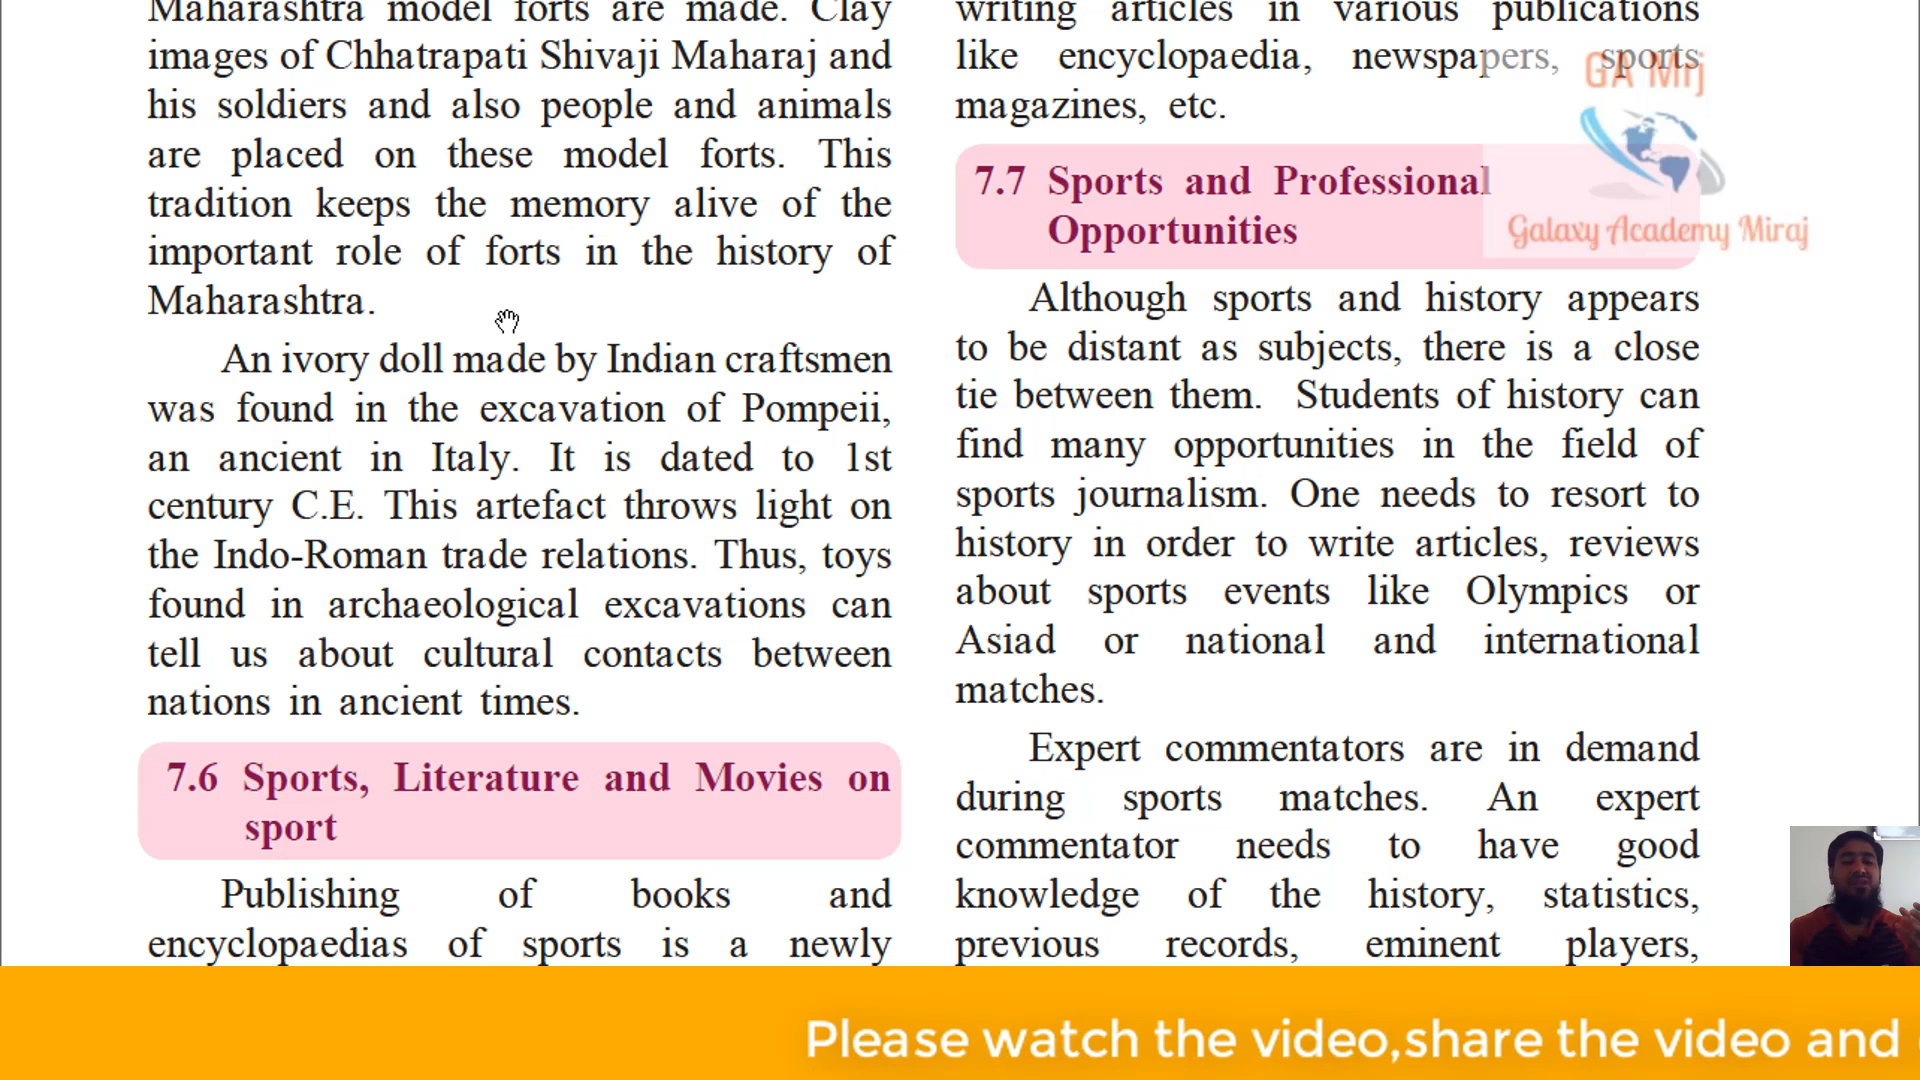 Maharashtra model forts are made. Clay
images of Chhatrapati Shivaji Maharaj and
his soldiers and also people and animals
are placed on these model forts. This
tradition keeps the memory alive of the
important role of forts in the history of
Maharashtra.
An ivory doll made by Indian craftsmen
was found in the excavation of Pompeii,
an ancient in Italy. It is dated to 1st
century C.E. This artefact throws light on
the Indo-Roman trade relations. Thus, toys
found in archaeological excavations can
tell us about cultural contacts between
nations in ancient times.
7.6 Sports, Literature and Movies on
sport
Publishing of books and
encyclopaedias of sports is a newly
writing articles in various publications
like encyclopaedia, newspapers, sports
magazines, etc.
7.7 Sports and Professional
Opportunities
Although sports and history appears
to be distant as subjects, there is a close
tie between them. Students of history can
find many opportunities in the field of
sports journalism. One needs to resort to
history in order to write articles, reviews
about sports events like Olympics or
Asiad or national and international
matches.
Expert commentators are in demand
during sports matches. An expert
commentator needs to have good
knowledge of the history, statistics,
previous records, eminent players,
GA Mrj
Galaxy Academy Miraj
Please watch the video,share the video and